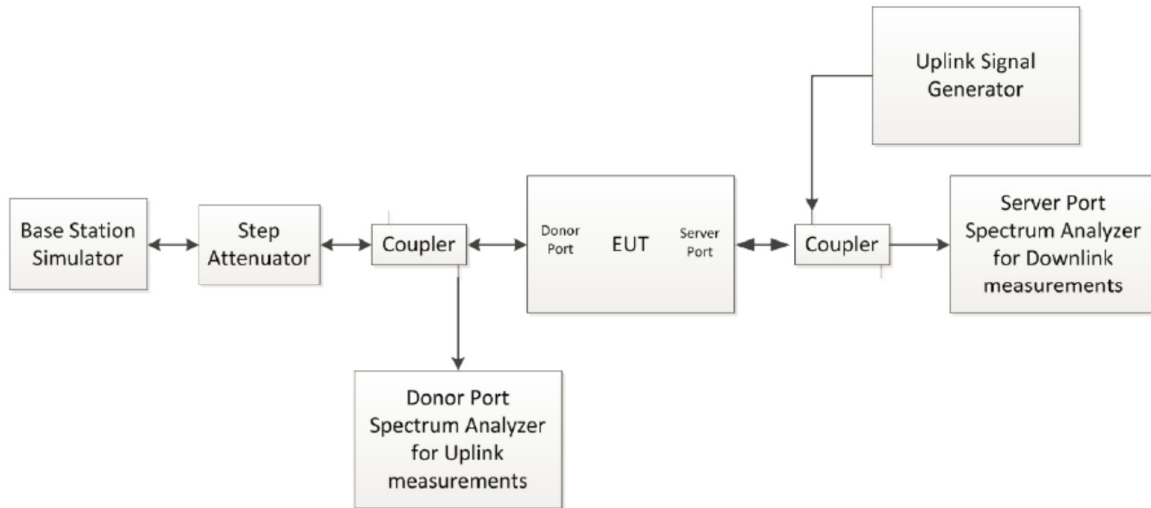 Uplink Signal
Generator
Base Station
Simulator
Step
Attenuator
Coupler
Donor
Port
EUT
Server
Port
Coupler
Server Port
Spectrum Analyzer
for Downlink
measurements
Donor Port
Spectrum Analyzer
for Uplink
measurements